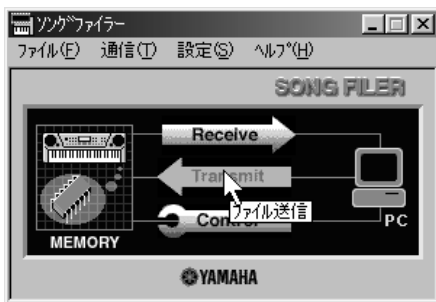 ソングファイラー
ファイル(F) 通信(T) 設定(S) ヘルプ(H)
SONG FILER
Receive
Transmit
Control
ファイル送信
PC
MEMORY
YAMAHA